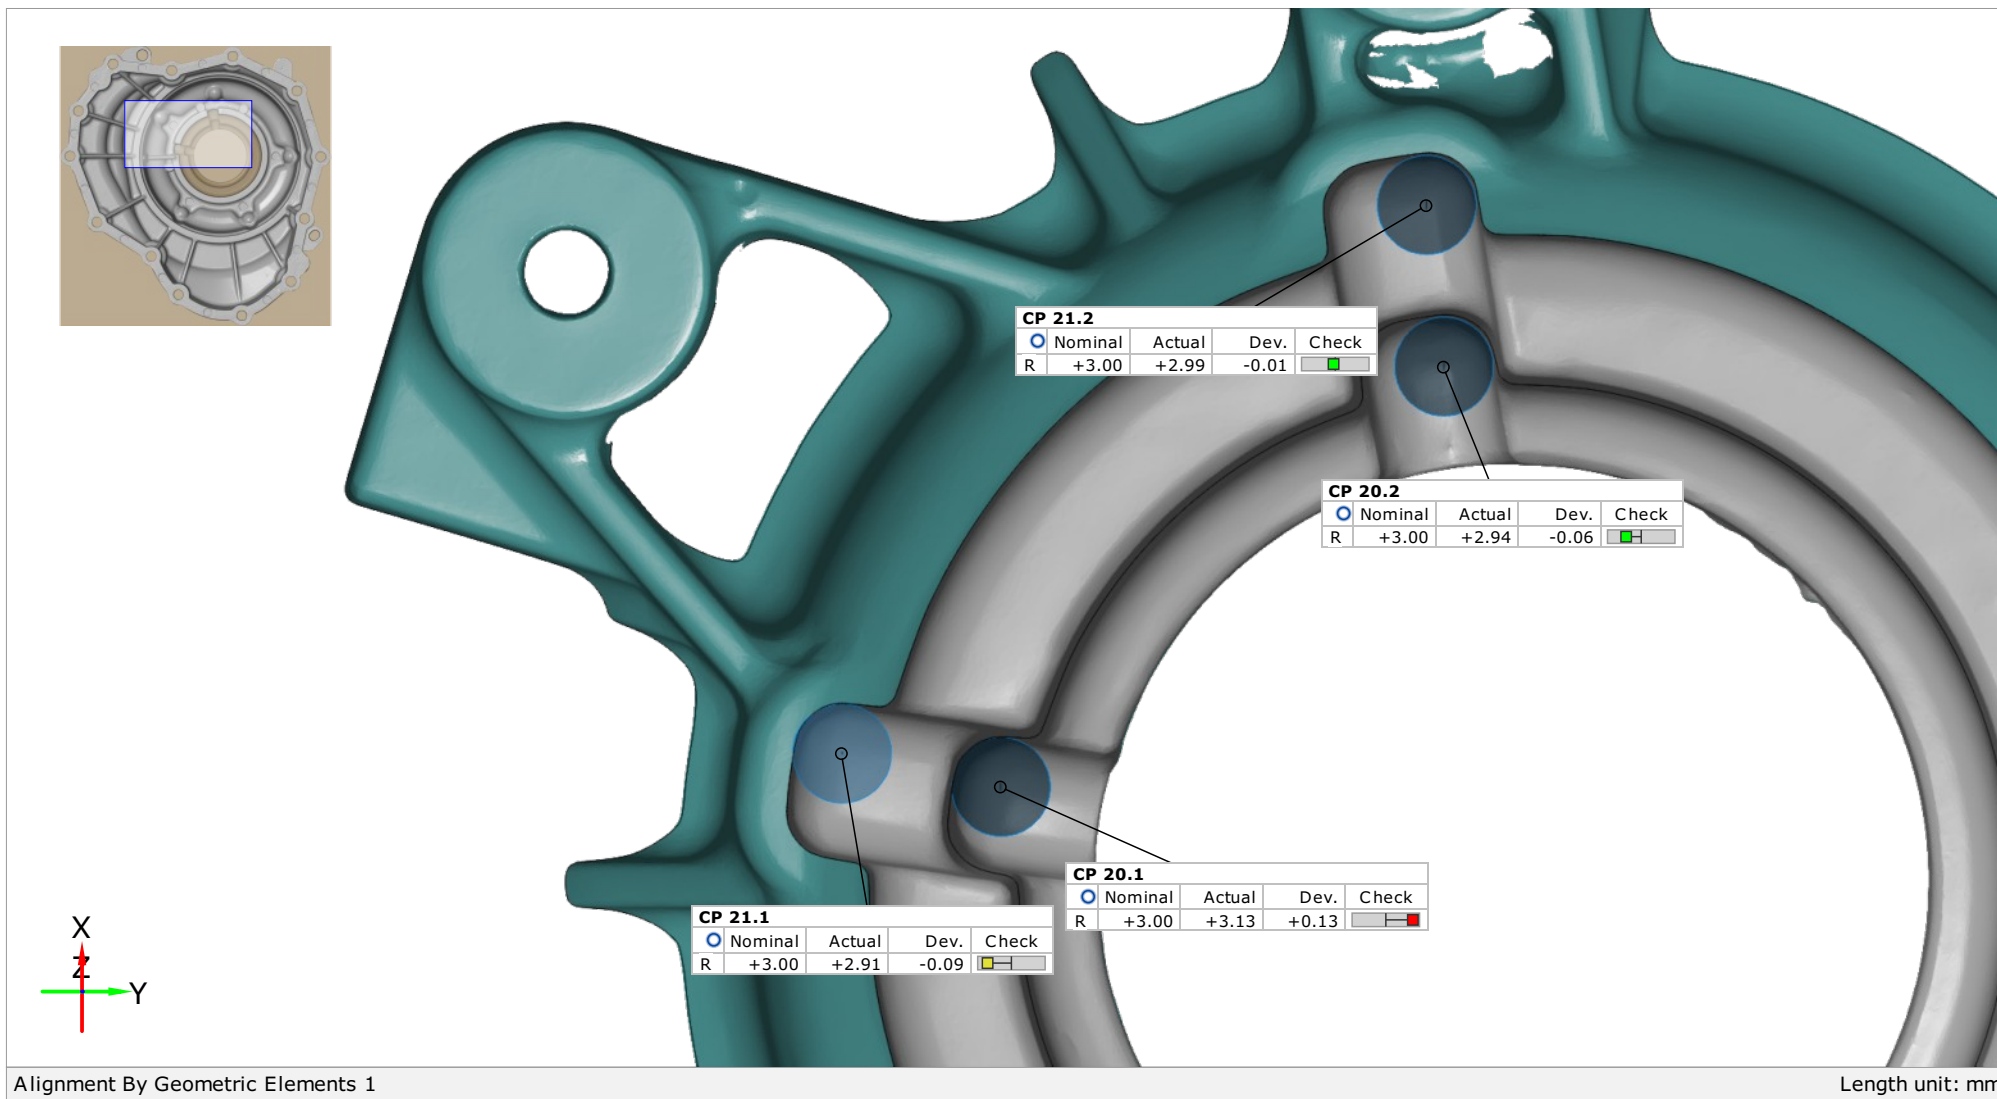 CP 21.2
Nominal Actual Dev. Check
R +3.00 +2.99 -0.01
CP 20.2
Nominal Actual Dev. Check
R +3.00 +2.94 -0.06
CP 20.1
Nominal Actual Dev. Check
R +3.00 +3.13 +0.13
CP 21.1
Nominal Actual Dev. Check
R +3.00 +2.91 -0.09
X
Z
Y
Alignment By Geometric Elements 1
Length unit: mm